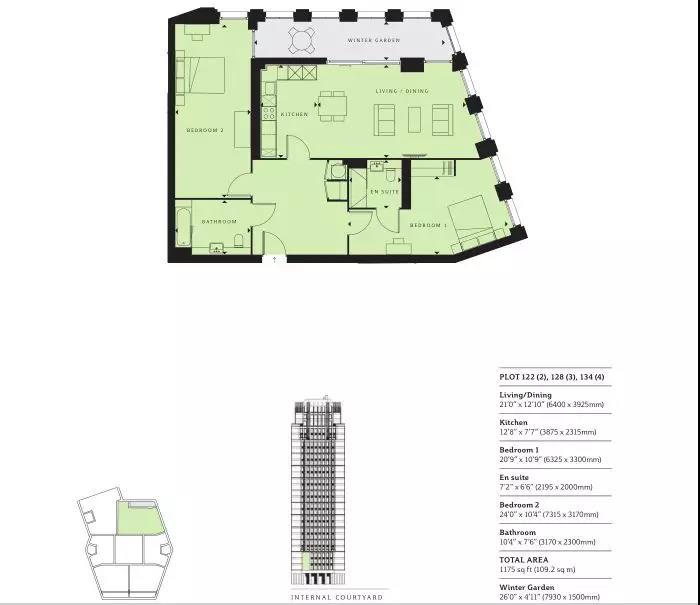 WINTER GARDEN
LIVING / DINING
KITCHEN
BEDROOM 2
EN SUITE
BATHROOM
BEDROOM 1
PLOT 122 (2), 128 (3), 134 (4)
Living/Dining
21'0" x 12'10" (6400 x 3925mm)
Kitchen
12'8" x 7'7" (3875 x 2315mm)
Bedroom 1
20'9" x 10'9" (6325 x 3300mm)
En suite
7'2" x 6'6" (2195 x 2000mm)
Bedroom 2
24'0" x 10'4" (7315 x 3170mm)
Bathroom
10'4" x 7'6" (3170 x 2300mm)
TOTAL AREA
1175 sq ft (109.2 sq m)
Winter Garden
26'0" x 4'11" (7930 x 1500mm)
INTERNAL COURTYARD